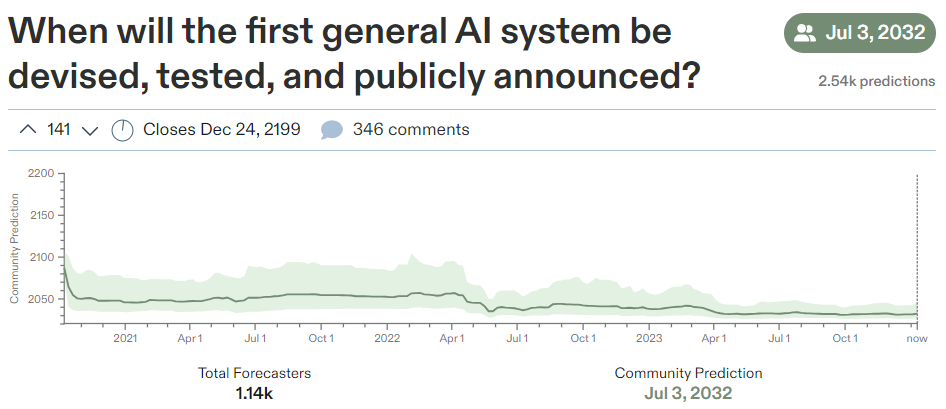 When will the first general AI system be
devised, tested, and publicly announced?
Jul 3, 2032
2.54k predictions
141
Closes Dec 24, 2199
346 comments
Community Prediction
2200
2150
2100
2050
2021
Apr 1
Jul 1
Oct 1
2022
Apr 1
Jul 1
Oct 1
2023
Apr 1
Jul 1
Oct 1
now
Total Forecasters
1.14k
Community Prediction
Jul 3, 2032